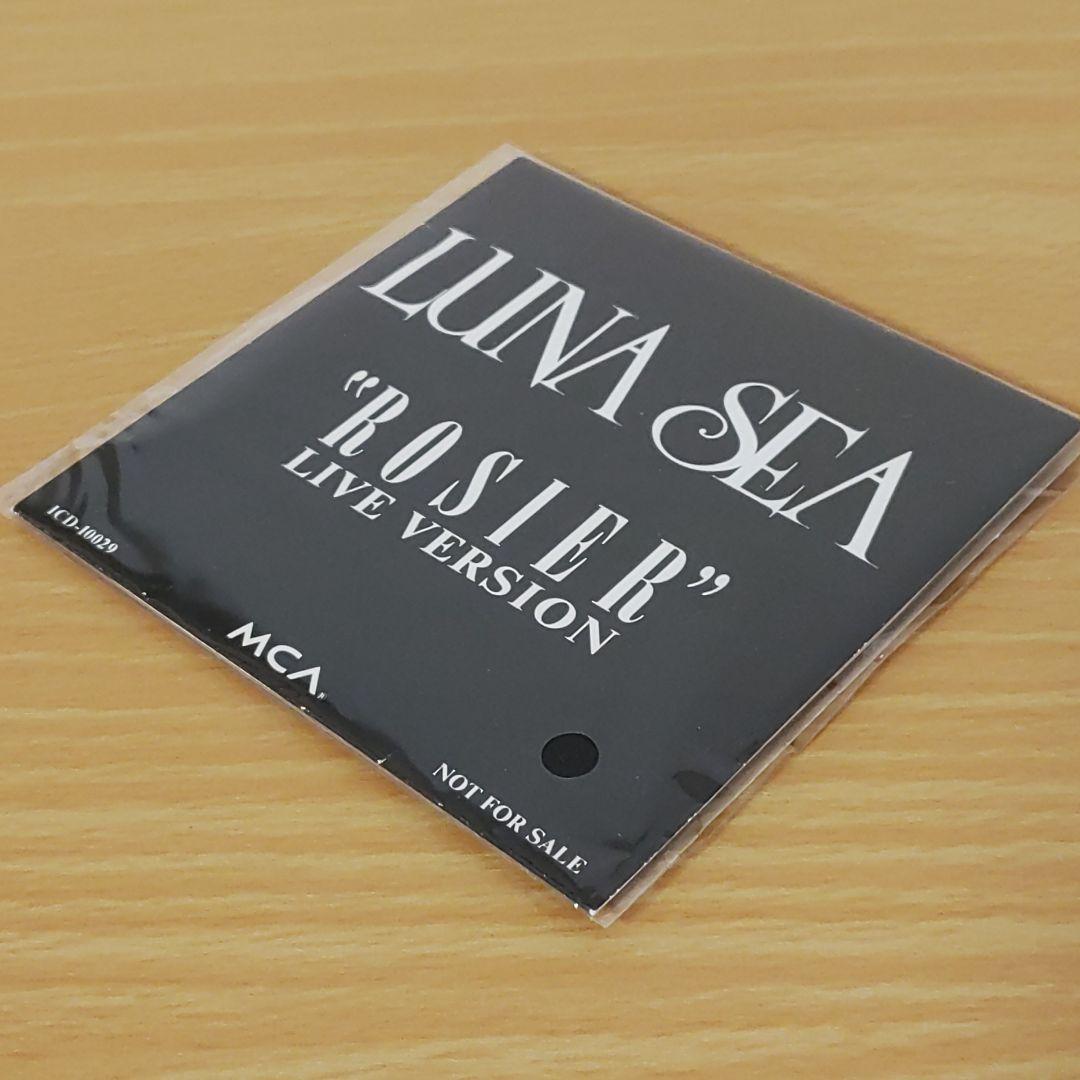 LUNA SEA
“ROSIER”
LIVE VERSION
ICD-10029
MCA
NOT FOR SALE